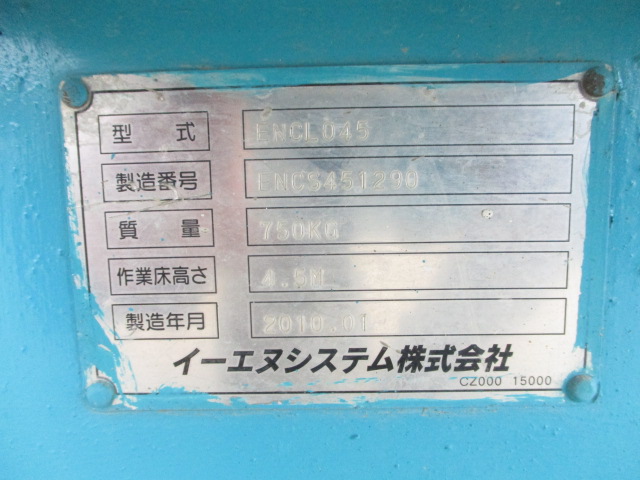 型式 ENCL045
製造番号 ENCS451290
質量 750KG
作業床高さ 4.5M
製造年月 2010.01
イーエヌシステム株式会社
CZ000 15000